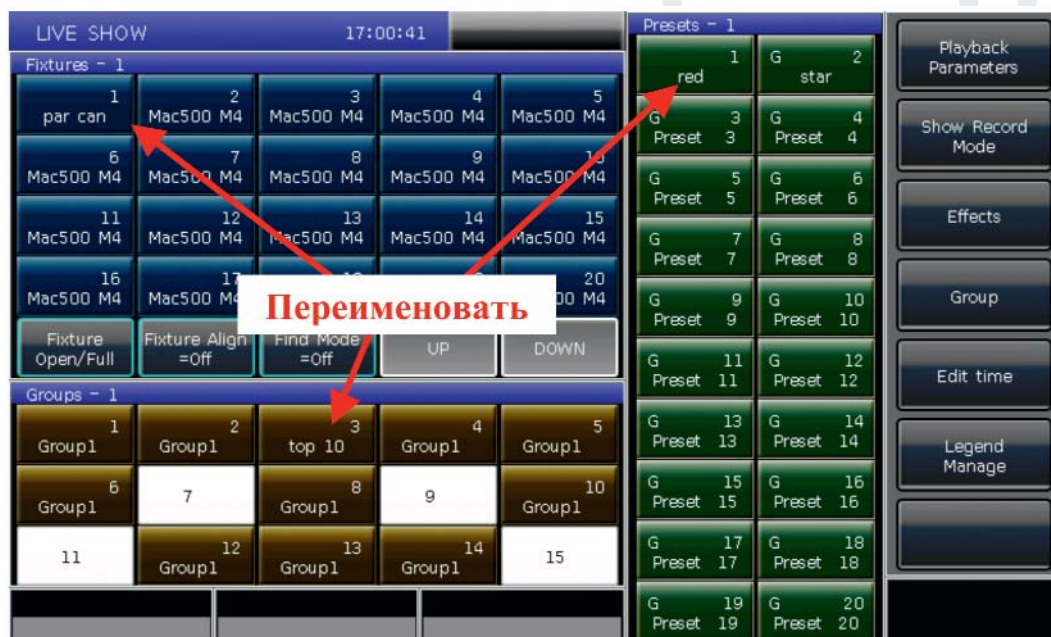 LIVE SHOW 17:00:41
Fixtures - 1
1
par can
2
Mac500 M4
3
Mac500 M4
4
Mac500 M4
5
Mac500 M4
6
Mac500 M4
7
Mac500 M4
8
Mac500 M4
9
Mac500 M4
Mac500 M4
11
Mac500 M4
12
Mac500 M4
13
Mac500 M4
14
Mac500 M4
15
Mac500 M4
16
Mac500 M4
Mac500
20
M4
Переименовать
Fixture
Open/Full
Fixture Align
=Off
Find Mode
=Off
UP
DOWN
Groups - 1
1
Group1
2
Group1
3
top 10
4
Group1
5
Group1
6
Group1
7
8
Group1
9
10
Group1
11
12
Group1
13
Group1
14
Group1
15
Presets - 1
1
red
G 2
star
G 3
Preset 3
G 4
Preset 4
G 5
Preset 5
G 6
Preset 6
G 7
Preset 7
G 8
Preset 8
G 9
Preset 9
G 10
Preset 10
G 11
Preset 11
G 12
Preset 12
G 13
Preset 13
G 14
Preset 14
G 15
Preset 15
G 16
Preset 16
G 17
Preset 17
G 18
Preset 18
G 19
Preset 19
G 20
Preset 20
Playback
Parameters
Show Record
Mode
Effects
Group
Edit time
Legend
Manage